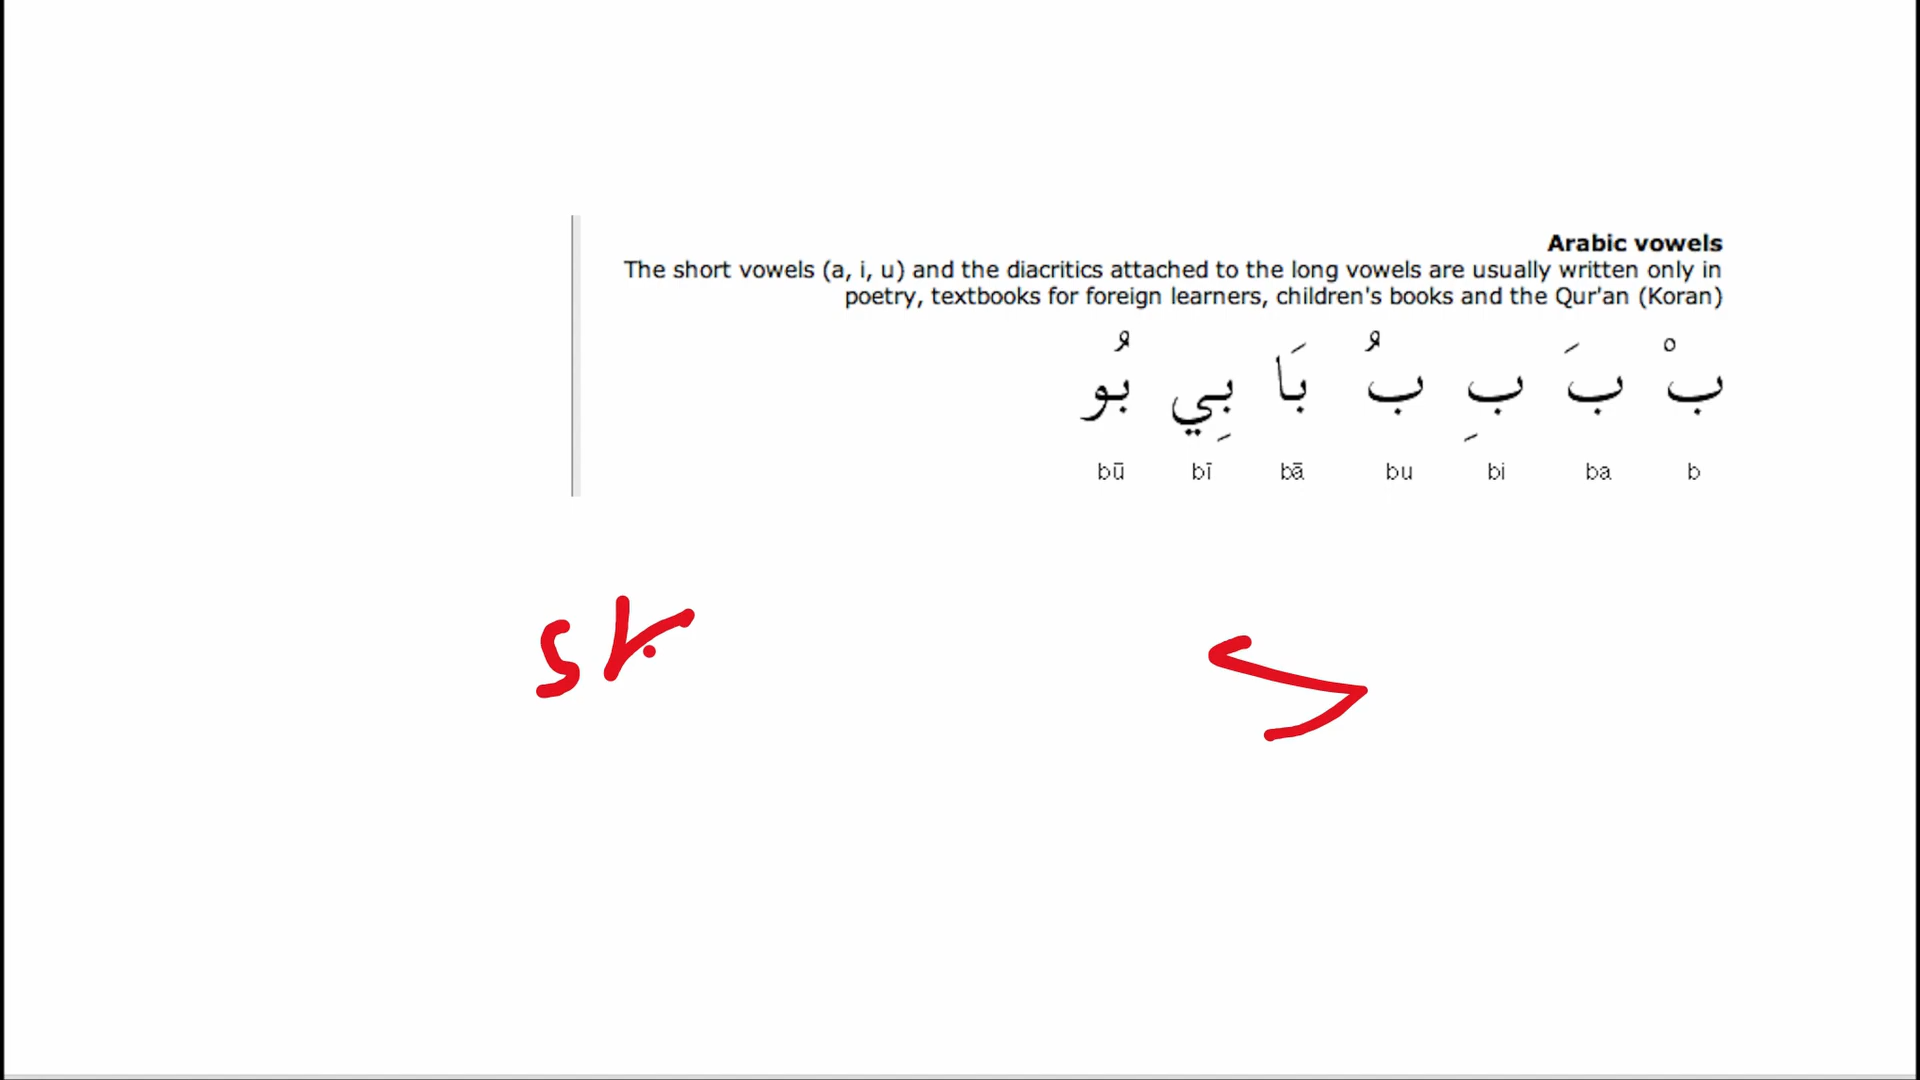 Arabic vowels
The short vowels (a, i, u) and the diacritics attached to the long vowels are usually written only in
poetry, textbooks for foreign learners, children's books and the Qur'an (Koran)
بْ بَ بِ بُ بَا بِي بُو
bū bī bā bu bi ba b